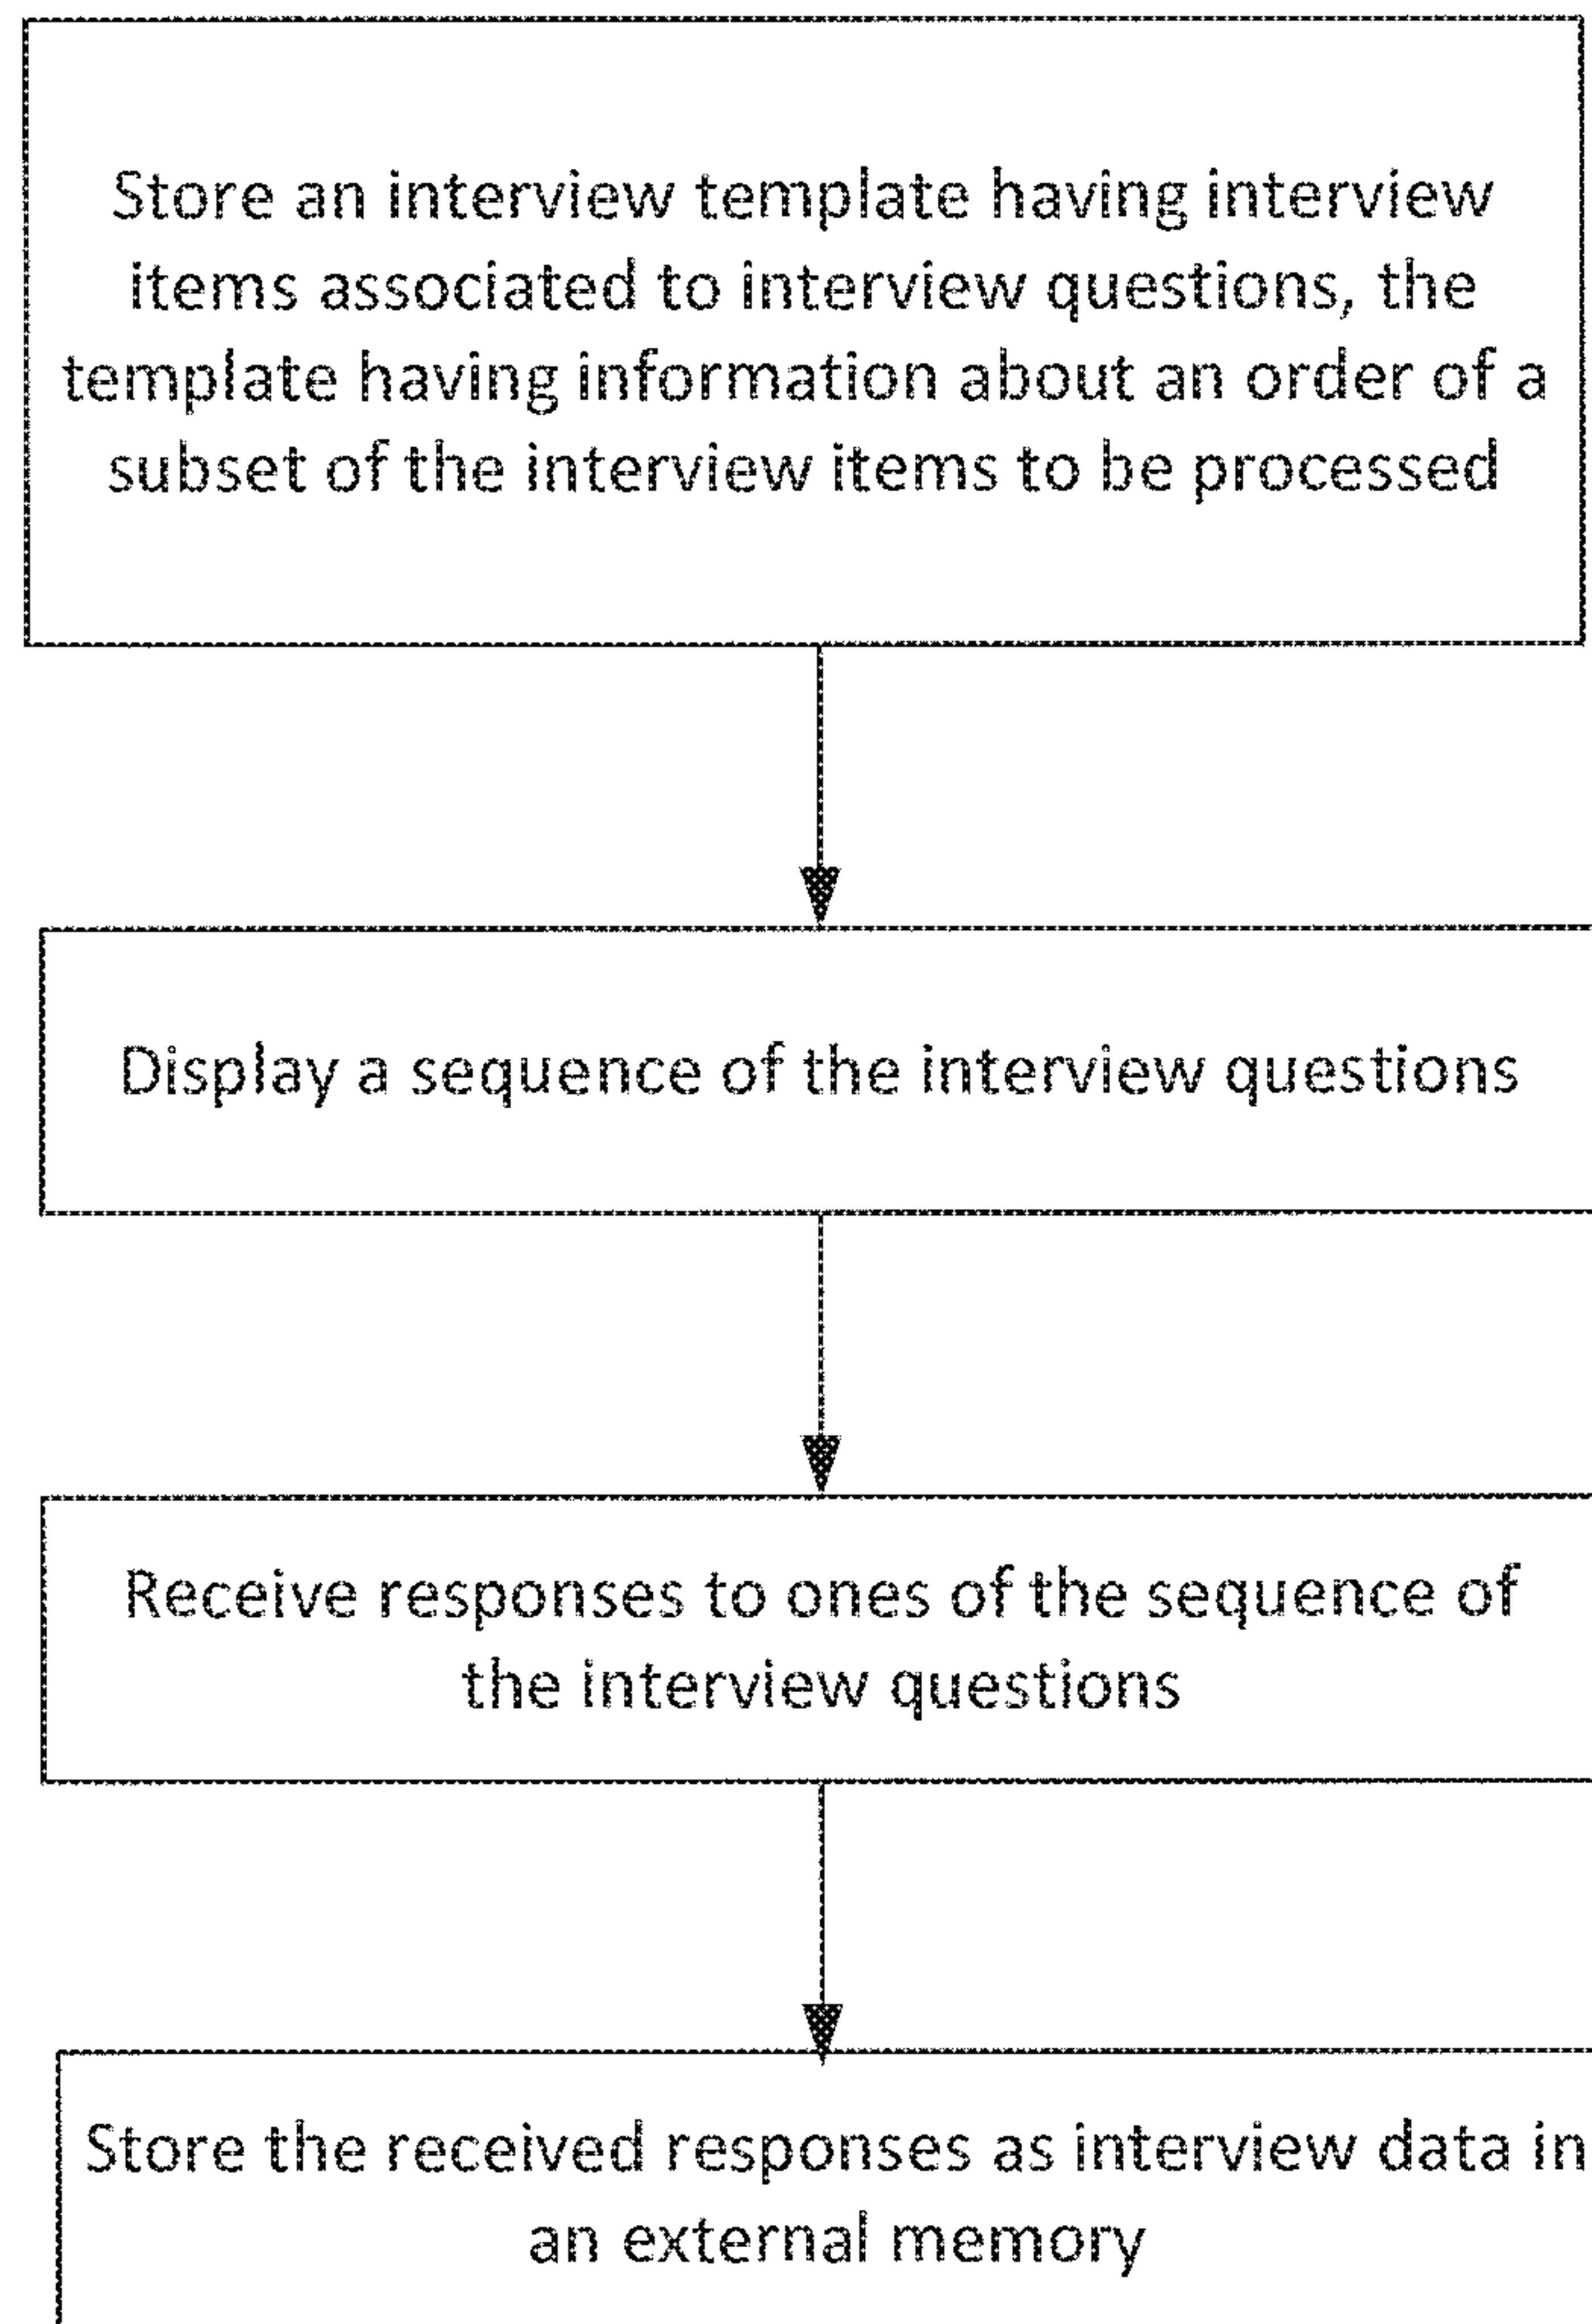 Store an interview template having interview
items associated to interview questions, the
template having information about an order of a
subset of the interview items to be processed
Display a sequence of the interview questions
Receive responses to ones of the sequence of
the interview questions
Store the received responses as interview data in
an external memory